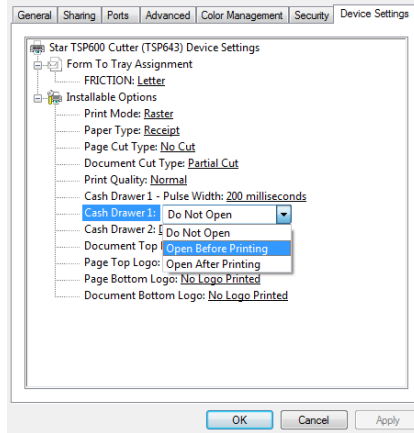 General Sharing Ports Advanced Color Management Security Device Settings
Star TSP600 Cutter (TSP643) Device Settings
Form To Tray Assignment
FRICTION: Letter
Installable Options
Print Mode: Raster
Paper Type: Receipt
Page Cut Type: No Cut
Document Cut Type: Partial Cut
Print Quality: Normal
Cash Drawer 1 - Pulse Width: 200 milliseconds
Cash Drawer 1: Do Not Open
Cash Drawer 2:
Do Not Open
Document Top
Open Before Printing
Page Top Logo:
Open After Printing
Page Bottom Logo: No Logo Printed
Document Bottom Logo: No Logo Printed
OK Cancel Apply